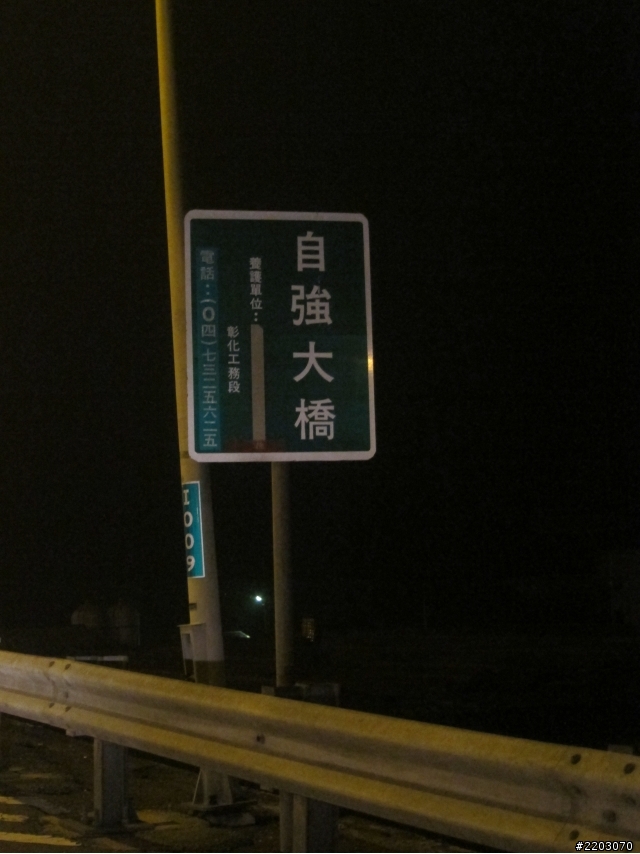 自強大橋
養護單位：
彰化工務段
電話：(〇四)七三二五六二五
I009
#2203070